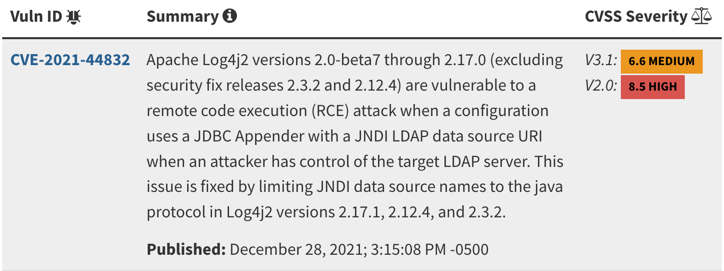 Vuln ID Summary CVSS Severity
CVE-2021-44832 Apache Log4j2 versions 2.0-beta7 through 2.17.0 (excluding V3.1: 6.6 MEDIUM
security fix releases 2.3.2 and 2.12.4) are vulnerable to a V2.0: 8.5 HIGH
remote code execution (RCE) attack when a configuration
uses a JDBC Appender with a JNDI LDAP data source URI
when an attacker has control of the target LDAP server. This
issue is fixed by limiting JNDI data source names to the java
protocol in Log4j2 versions 2.17.1, 2.12.4, and 2.3.2.
Published: December 28, 2021; 3:15:08 PM -0500